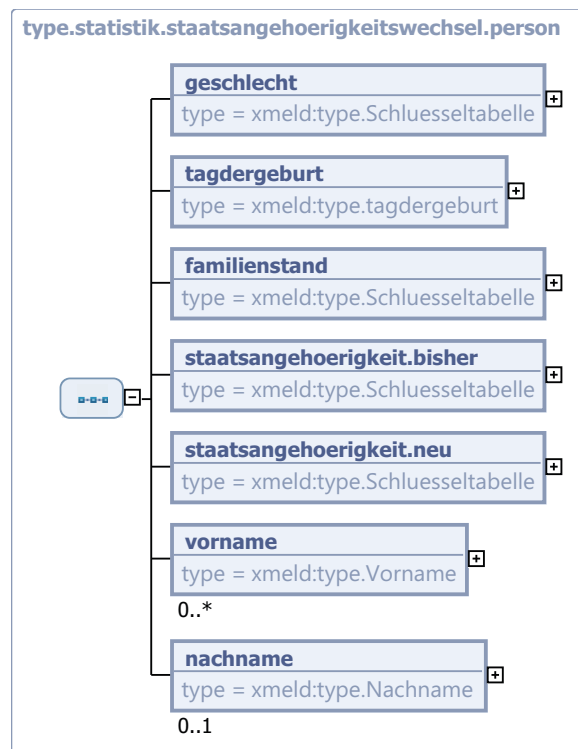 type.statistik.staatsangehoerigkeitswechsel.person
geschlecht
type = xmeld:type.Schluesseltabelle
tagdergeburt
type = xmeld:type.tagdergeburt
familienstand
type = xmeld:type.Schluesseltabelle
staatsangehoerigkeit.bisher
type = xmeld:type.Schluesseltabelle
staatsangehoerigkeit.neu
type = xmeld:type.Schluesseltabelle
vorname
type = xmeld:type.Vorname
0..*
nachname
type = xmeld:type.Nachname
0..1